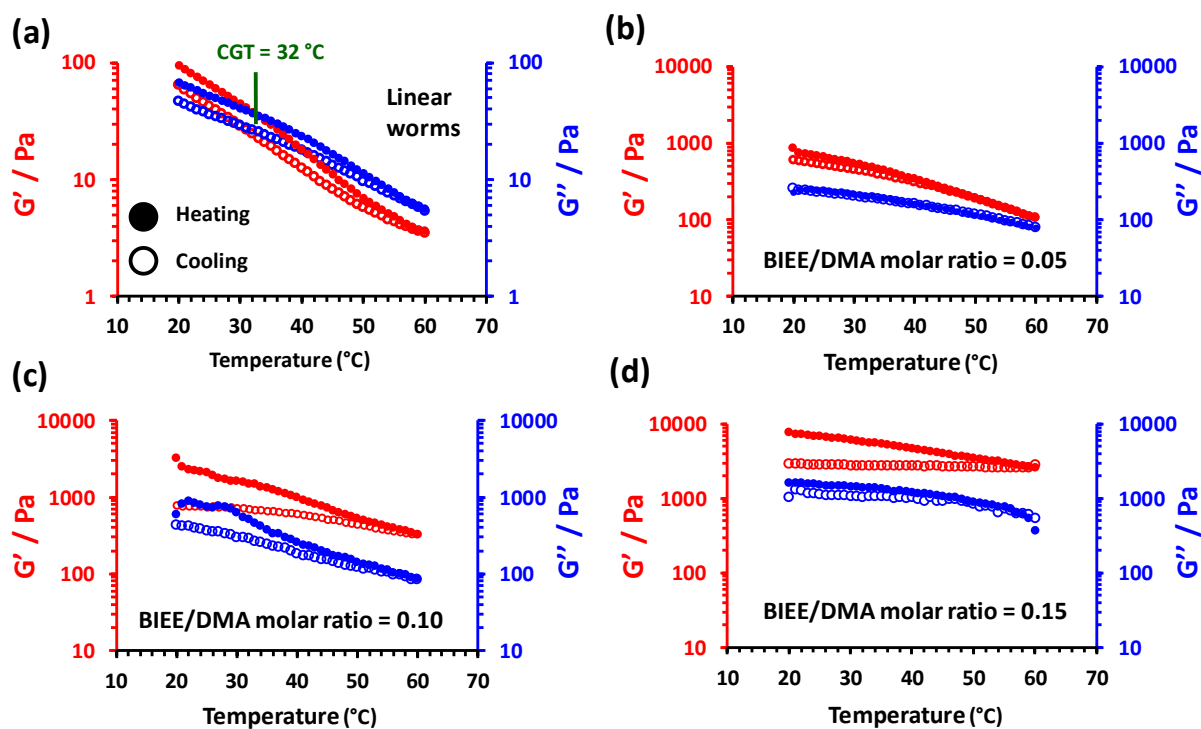 (a)
CGT = 32 °C
Linear
worms
G’ / Pa
100
10
1
G’’ / Pa
100
10
1
Heating
Cooling
10 20 30 40 50 60 70
Temperature (°C)
(b)
G’ / Pa
10000
1000
100
10
G’’ / Pa
10000
1000
100
10
BIEE/DMA molar ratio = 0.05
10 20 30 40 50 60 70
Temperature (°C)
(c)
G’ / Pa
10000
1000
100
10
G’’ / Pa
10000
1000
100
10
BIEE/DMA molar ratio = 0.10
10 20 30 40 50 60 70
Temperature (°C)
(d)
G’ / Pa
10000
1000
100
10
G’’ / Pa
10000
1000
100
10
BIEE/DMA molar ratio = 0.15
10 20 30 40 50 60 70
Temperature (°C)